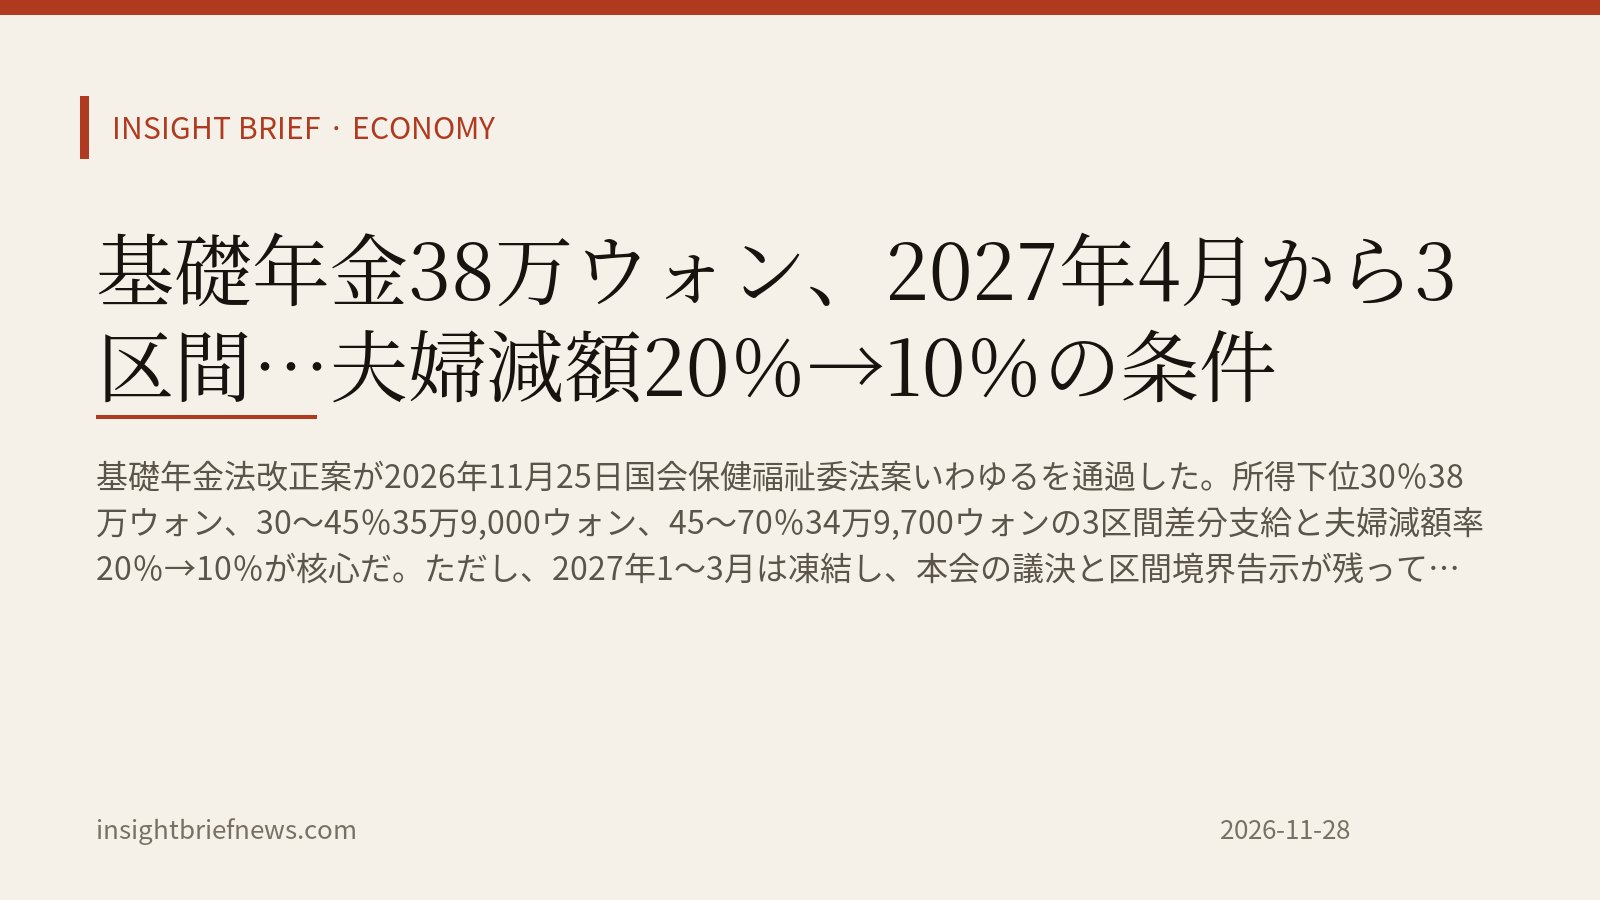 INSIGHT BRIEF · ECONOMY
基礎年金38万ウォン、2027年4月から3
区間…夫婦減額20%→10%の条件
基礎年金法改正案が2026年11月25日国会保健福祉委法案いわゆるを通過した。所得下位30%38
万ウォン、30〜45%35万9,000ウォン、45〜70%34万9,700ウォンの3区間差分支給と夫婦減額率
20%→10%が核心だ。ただし、2027年1〜3月は凍結し、本会の議決と区間境界告示が残って…
insightbriefnews.com
2026-11-28